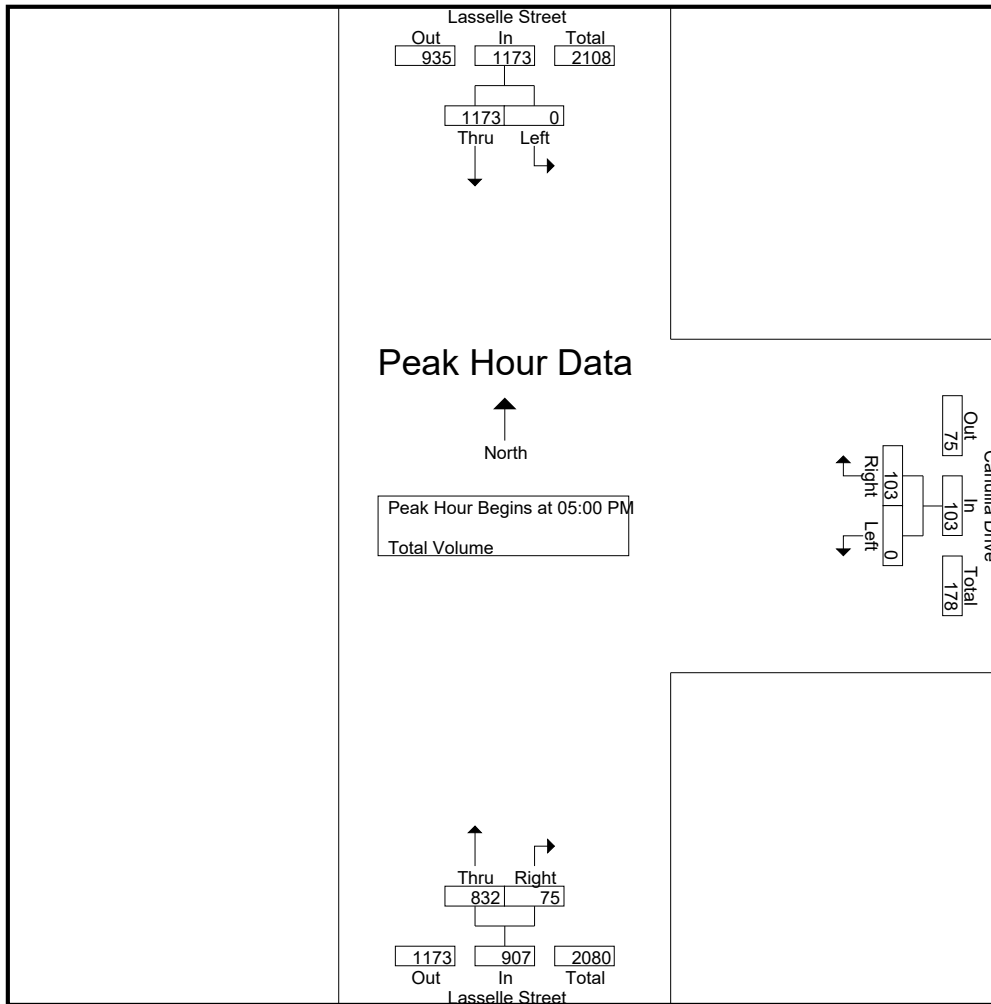 Lasselle Street
Out In Total
935 1173 2108
1173 0
Thru Left
Peak Hour Data
North
Peak Hour Begins at 05:00 PM
Total Volume
Drive
Out In Total
75 103 178
103 0
Right Left
Thru Right
832 75
1173 907 2080
Out In Total
Lasselle Street